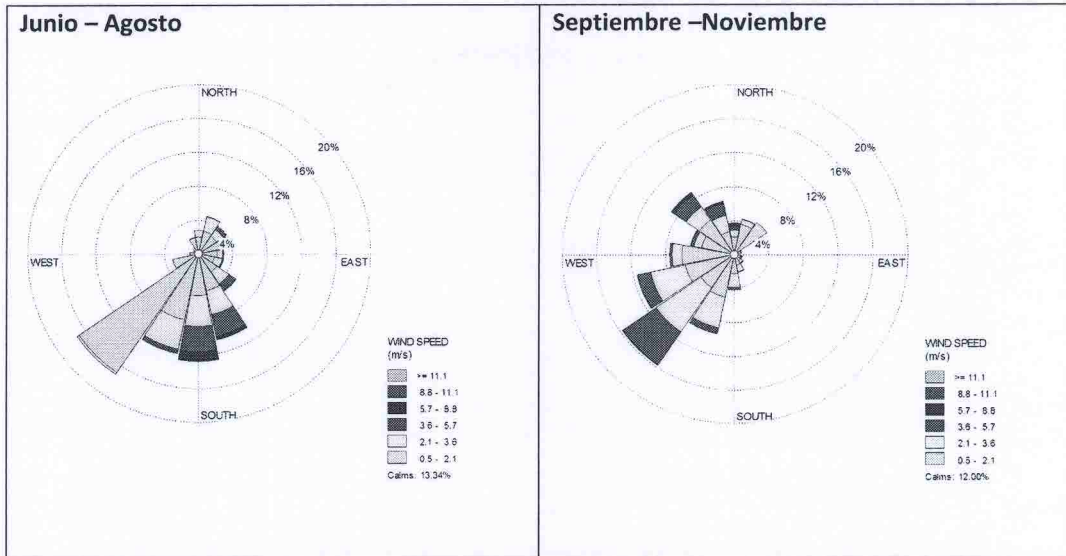 Junio – Agosto
NORTH
20%
16%
12%
8%
4%
WEST
EAST
SOUTH
WIND SPEED
(m/s)
>= 11.1
8.8 - 11.1
5.7 - 8.8
3.6 - 5.7
2.1 - 3.6
0.5 - 2.1
Calms: 13.34%
Septiembre –Noviembre
NORTH
20%
16%
12%
8%
4%
WEST
EAST
SOUTH
WIND SPEED
(m/s)
>= 11.1
8.8 - 11.1
5.7 - 8.8
3.6 - 5.7
2.1 - 3.6
0.5 - 2.1
Calms: 12.00%